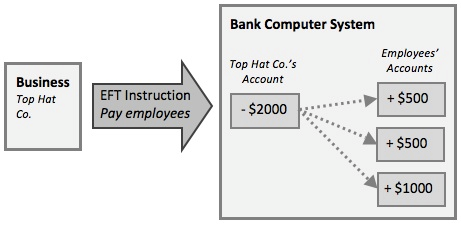 Business
Top Hat
Co.
EFT Instruction
Pay employees
Bank Computer System
Top Hat Co.'s
Account
- $2000
Employees'
Accounts
+ $500
+ $500
+ $1000